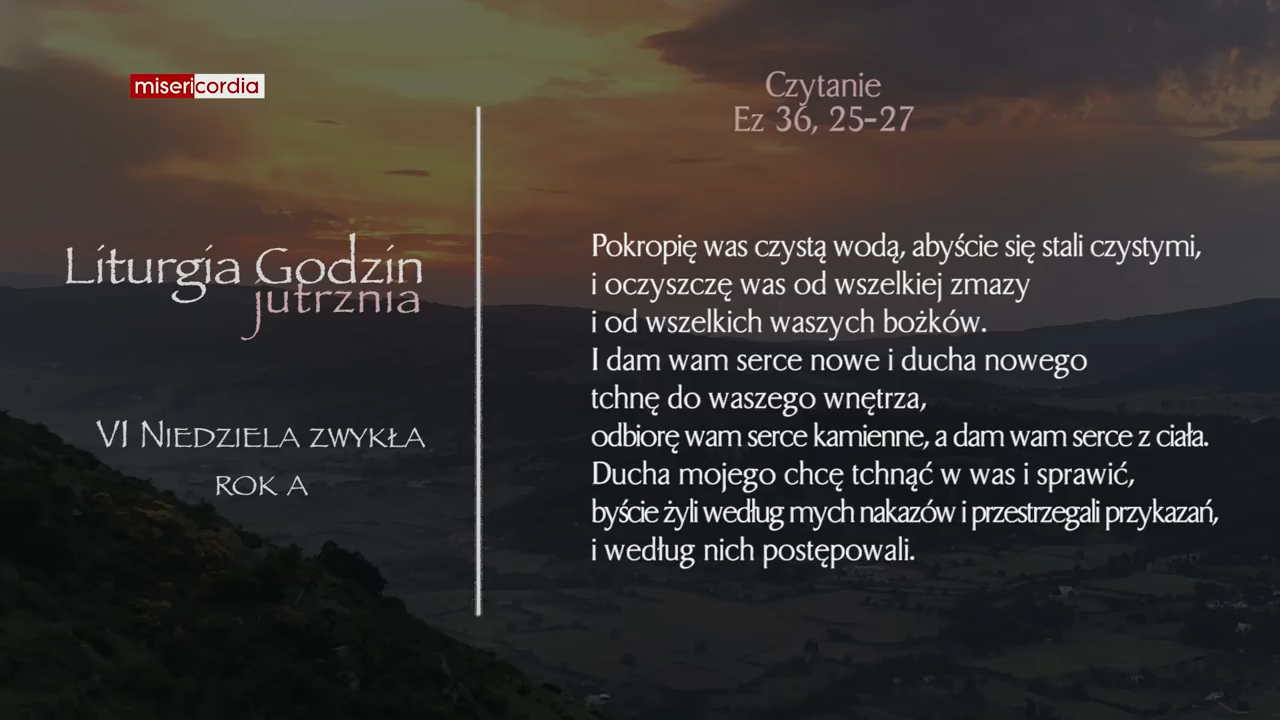 misericordia
Liturgia Godzin
jutrznia
VI Niedziela zwykła
rok A
Czytanie
Ez 36, 25-27
Pokropię was czystą wodą, abyście się stali czystymi,
i oczyszczę was od wszelkiej zmazy
i od wszelkich waszych bożków.
I dam wam serce nowe i ducha nowego
tchnę do waszego wnętrza,
odbiorę wam serce kamienne, a dam wam serce z ciała.
Ducha mojego chcę tchnąć w was i sprawić,
byście żyli według mych nakazów i przestrzegali przykazań,
i według nich postępowali.